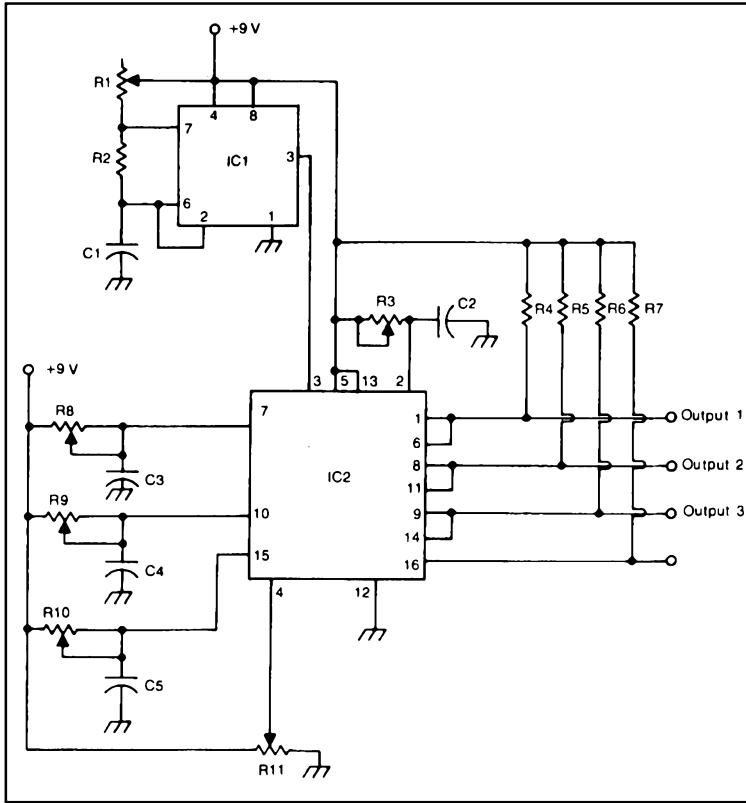 +9 V
R1
4 8
7
R2
IC1
3
6
2 1
C1
R3
C2
R4
R5
R6
R7
+9 V
3 5 13 2
R8
7
1
Output 1
6
C3
IC2
8
Output 2
11
R9
10
9
Output 3
14
C4
15
16
4
12
R10
C5
R11